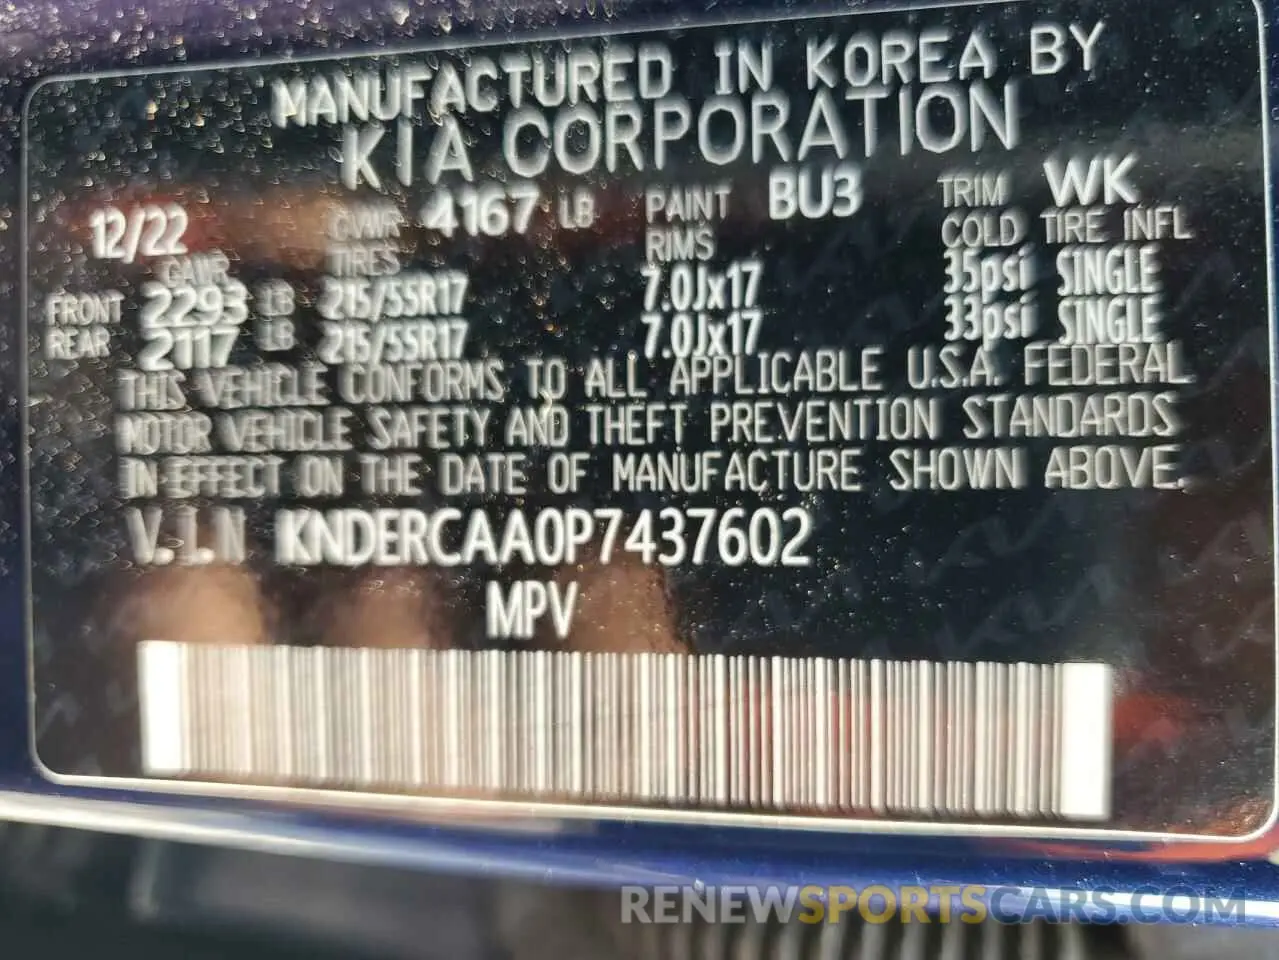 MANUFACTURED IN KOREA BY
KIA CORPORATION
12/22 GVWR 4167 LB PAINT BU3 TRIM WK
GAWR TIRES RIMS COLD TIRE INFL
FRONT 2293 LB 215/55R17 7.0Jx17 35psi SINGLE
REAR 2117 LB 215/55R17 7.0Jx17 33psi SINGLE
THIS VEHICLE CONFORMS TO ALL APPLICABLE U.S.A. FEDERAL
MOTOR VEHICLE SAFETY AND THEFT PREVENTION STANDARDS
IN EFFECT ON THE DATE OF MANUFACTURE SHOWN ABOVE.
V.I.N KNDERCAA0P7437602
MPV
RENEWSPORTSCARS.COM